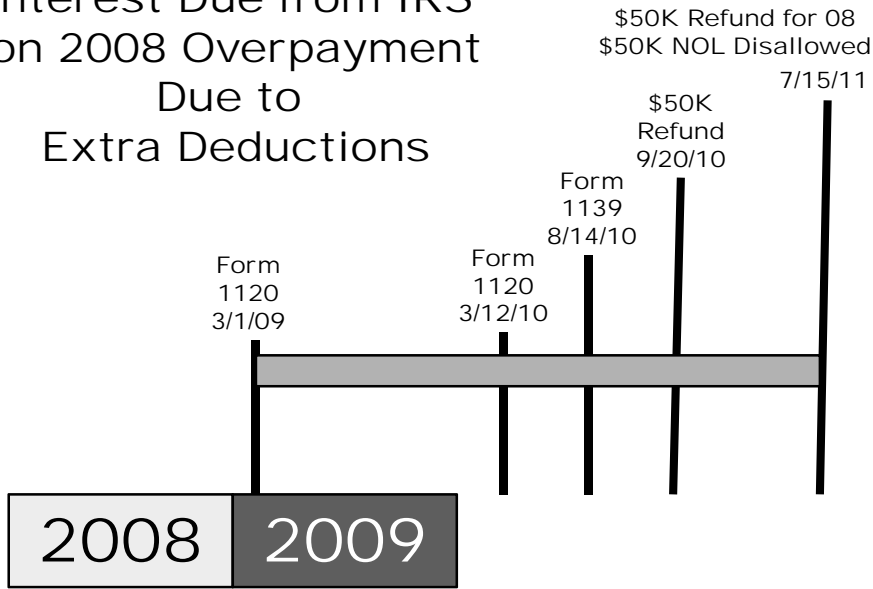 Interest Due from IRS
on 2008 Overpayment
Due to
Extra Deductions
$50K Refund for 08
$50K NOL Disallowed
7/15/11
$50K
Refund
9/20/10
Form
1139
8/14/10
Form
1120
3/12/10
Form
1120
3/1/09
2008
2009